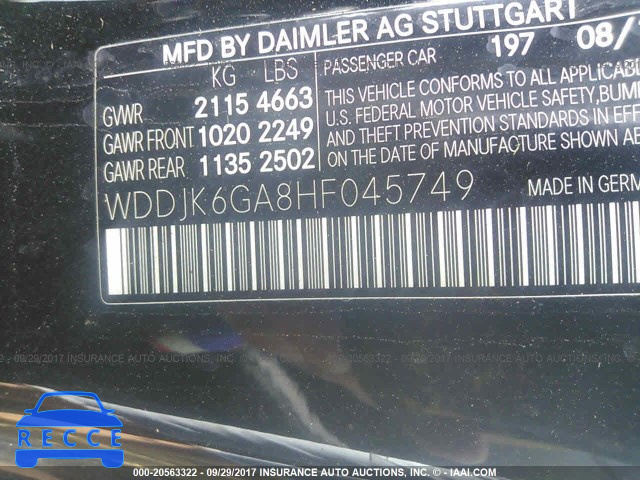 MFD BY DAIMLER AG STUTTGART
KG LBS
GVWR 2115 4663
GAWR FRONT 1020 2249
GAWR REAR 1135 2502
PASSENGER CAR 197 08/
THIS VEHICLE CONFORMS TO ALL APPLICABLE
U.S. FEDERAL MOTOR VEHICLE SAFETY, BUM
AND THEFT PREVENTION STANDARDS IN EFFE
ON THE DATE OF MANUFACTURE SHOWN AB
WDDJK6GA8HF045749
MADE IN GERM
RECCE
000-20563322 - 09/29/2017 INSURANCE AUTO AUCTIONS, INC. - © - IAAI.COM